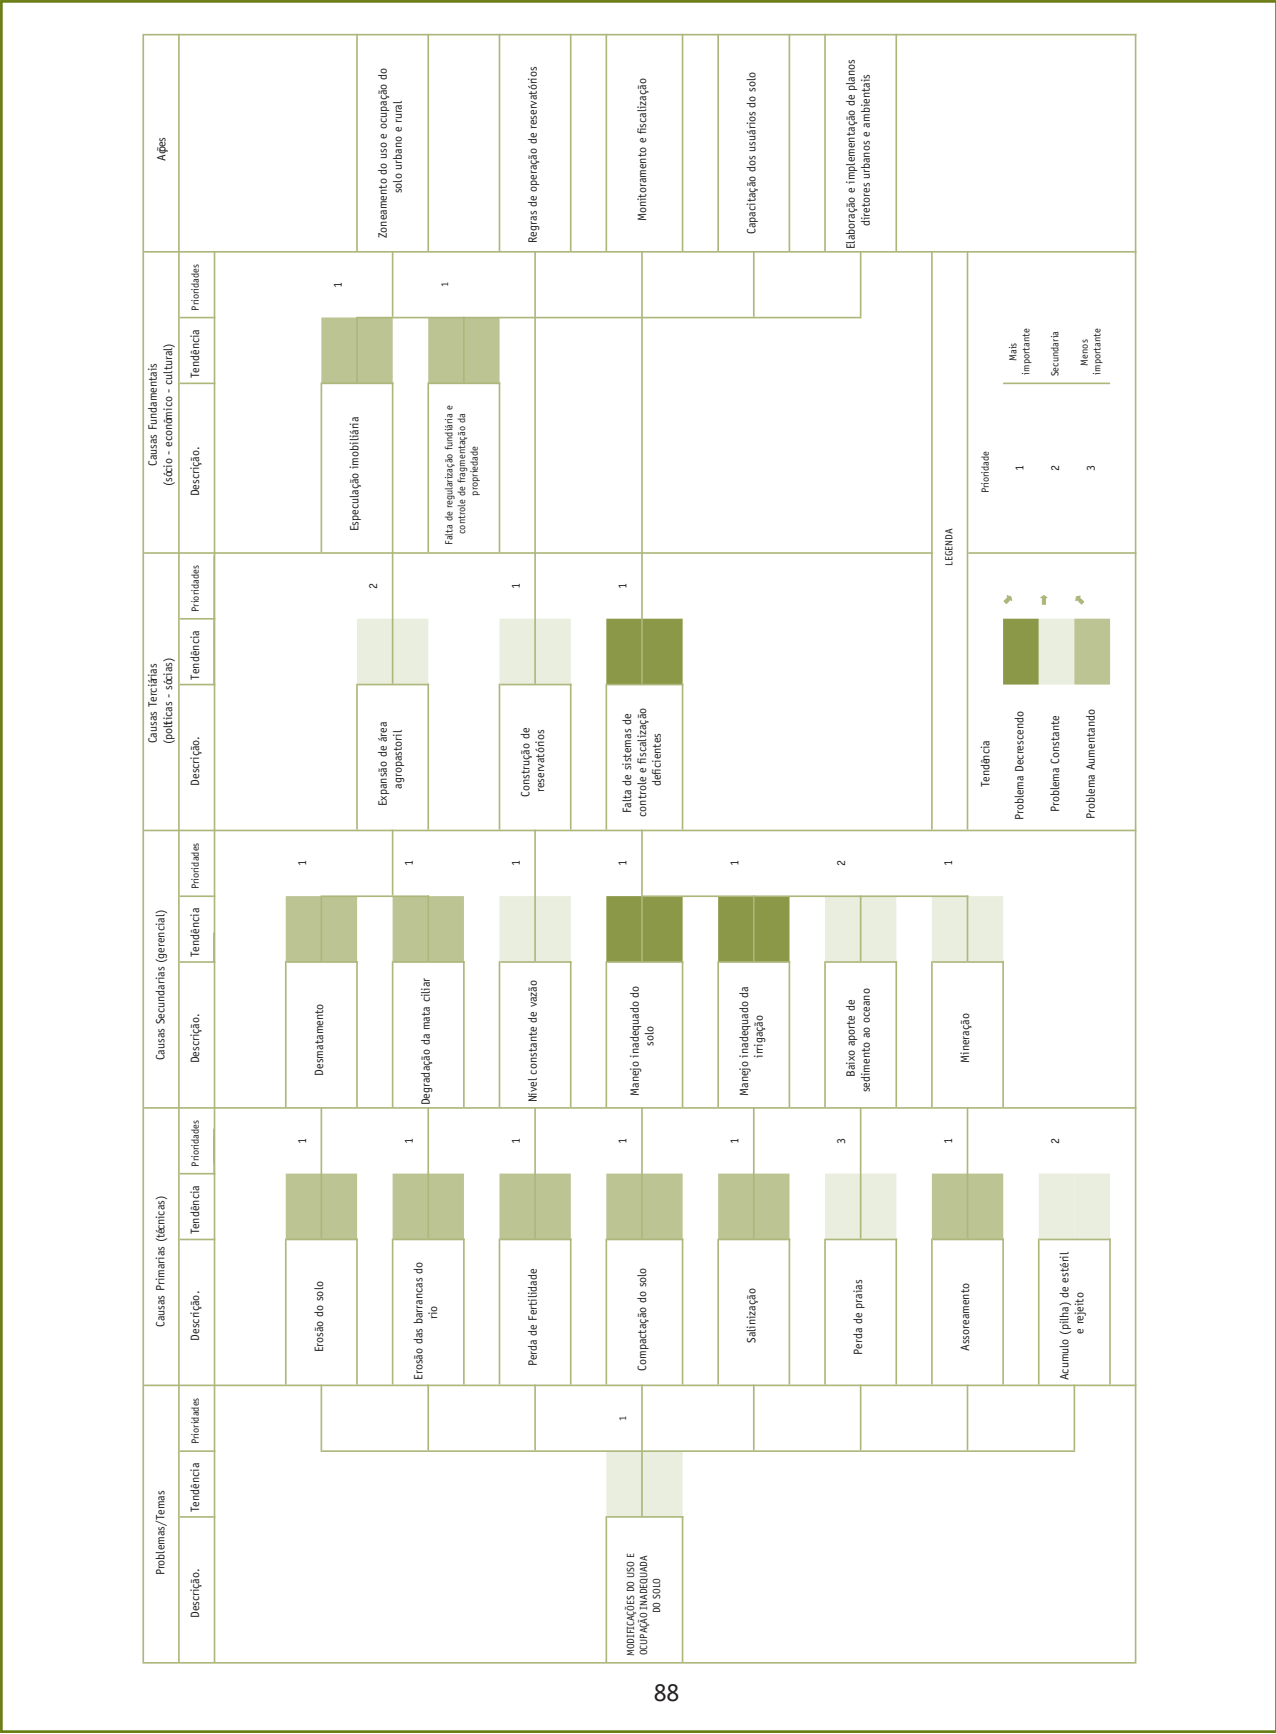 Problemas/Temas
Descrição.
Tendência
Prioridades
MODIFICAÇÕES DO USO E
OCUPAÇÃO INADEQUADA
DO SOLO
1
Causas Primarias (técnicas)
Descrição.
Tendência
Prioridades
Erosão do solo
1
Erosão das barrancas do
rio
1
Perda de Fertilidade
1
Compactação do solo
1
Salinização
1
Perda de praias
3
Assoreamento
1
Acumulo (pilha) de estéril
e rejeito
2
Causas Secundarias (gerencial)
Descrição.
Tendência
Prioridades
Desmatamento
1
Degradação da mata ciliar
1
Nível constante de vazão
1
Manejo inadequado do
solo
1
Manejo inadequado da
irrigação
1
Baixo aporte de
sedimento ao oceano
2
Mineração
1
Causas Terciárias
(políticas - sócias)
Descrição.
Tendência
Prioridades
Expansão de área
agropastoril
2
Construção de
reservatórios
1
Falta de sistemas de
controle e fiscalização
deficientes
1
Causas Fundamentais
(sócio - econômico - cultural)
Descrição.
Tendência
Prioridades
Especulação imobiliária
1
Falta de regularização fundiária e
controle de fragmentação da
propriedade
1
Ações
Zoneamento do uso e ocupação do
solo urbano e rural
Regras de operação de reservatórios
Monitoramento e fiscalização
Capacitação dos usuários do solo
Elaboração e implementação de planos
diretores urbanos e ambientais
LEGENDA
Tendência
Problema Decrescendo
Problema Constante
Problema Aumentando
Prioridade
1
Mais
importante
2
Secundaria
3
Menos
importante
88